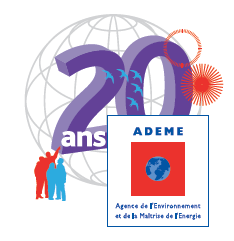 20
ans
ADEME
Agence de l'Environnement
et de la Maîtrise de l'Energie